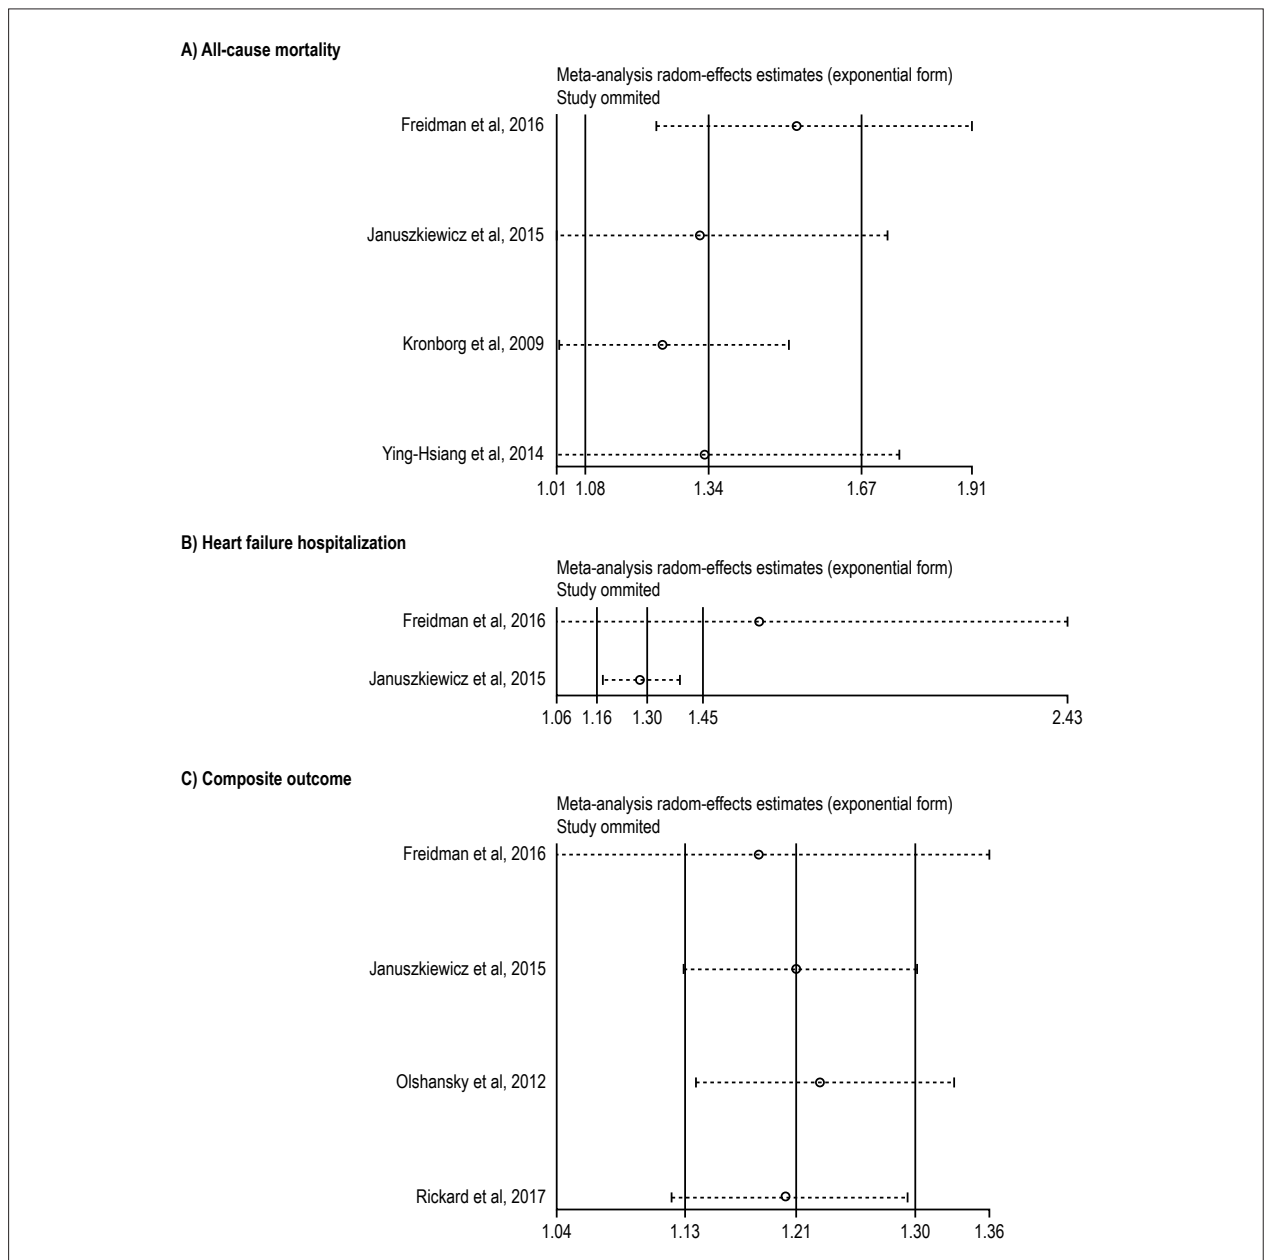 A) All-cause mortality
Meta-analysis radom-effects estimates (exponential form)
Study ommited
Freidman et al, 2016
Januszkiewicz et al, 2015
Kronborg et al, 2009
Ying-Hsiang et al, 2014
1.01 1.08 1.34 1.67 1.91
B) Heart failure hospitalization
Meta-analysis radom-effects estimates (exponential form)
Study ommited
Freidman et al, 2016
Januszkiewicz et al, 2015
1.06 1.16 1.30 1.45 2.43
C) Composite outcome
Meta-analysis radom-effects estimates (exponential form)
Study ommited
Freidman et al, 2016
Januszkiewicz et al, 2015
Olshansky et al, 2012
Rickard et al, 2017
1.04 1.13 1.21 1.30 1.36